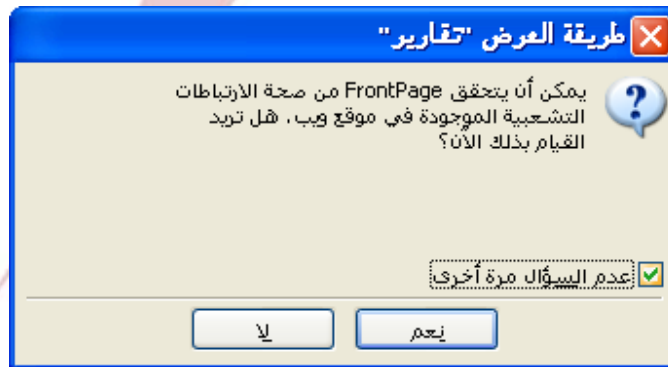 طريقة العرض "تقارير"
يمكن أن يتحقق FrontPage من صحة الارتباطات
التشعبية الموجودة في موقع ويب، هل تريد
القيام بذلك الآن؟
عدم السؤال مرة أخرى
نعم
لا